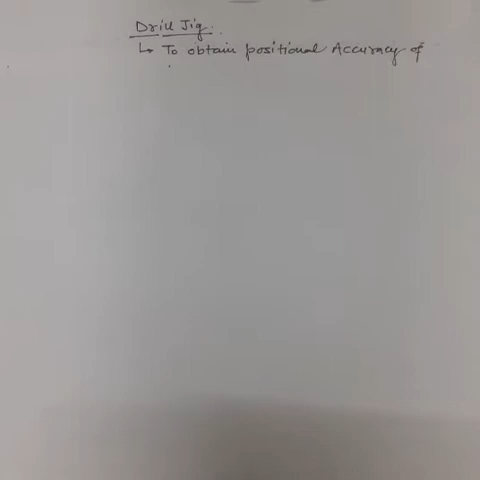 Drill Jig.
↳ To obtain positional Accuracy of